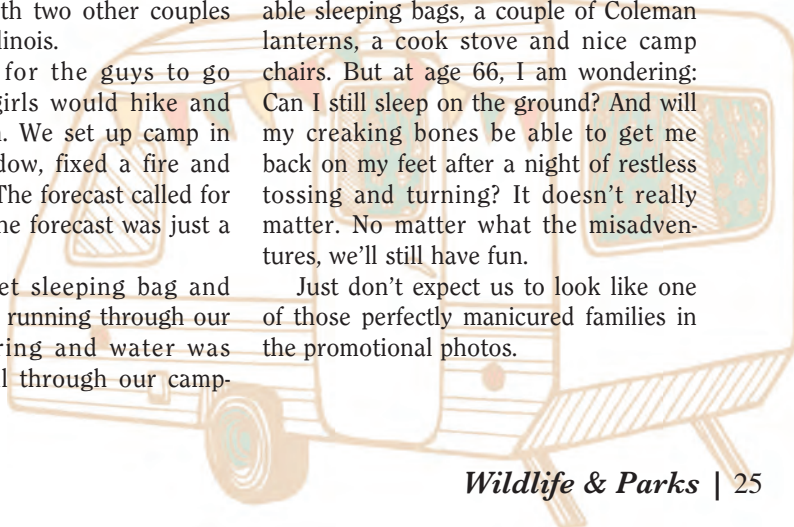 th two other couples
linois.
for the guys to go
girls would hike and
. We set up camp in
dow, fixed a fire and
The forecast called for
he forecast was just a
et sleeping bag and
running through our
ring and water was
l through our camp-
able sleeping bags, a couple of Coleman
lanterns, a cook stove and nice camp
chairs. But at age 66, I am wondering:
Can I still sleep on the ground? And will
my creaking bones be able to get me
back on my feet after a night of restless
tossing and turning? It doesn’t really
matter. No matter what the misadven-
tures, we’ll still have fun.
Just don’t expect us to look like one
of those perfectly manicured families in
the promotional photos.
Wildlife & Parks | 25